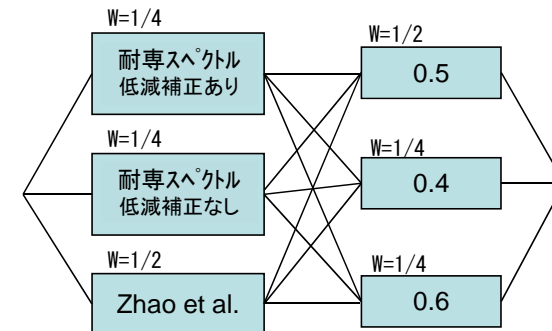 W=1/4
耐専スペクトル
低減補正あり
W=1/4
耐専スペクトル
低減補正なし
W=1/2
Zhao et al.
W=1/2
0.5
W=1/4
0.4
W=1/4
0.6